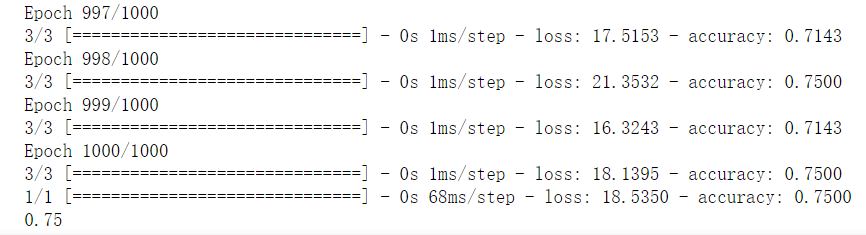 Epoch 997/1000
3/3 [==============================] - 0s 1ms/step - loss: 17.5153 - accuracy: 0.7143
Epoch 998/1000
3/3 [==============================] - 0s 1ms/step - loss: 21.3532 - accuracy: 0.7500
Epoch 999/1000
3/3 [==============================] - 0s 1ms/step - loss: 16.3243 - accuracy: 0.7143
Epoch 1000/1000
3/3 [==============================] - 0s 1ms/step - loss: 18.1395 - accuracy: 0.7500
1/1 [==============================] - 0s 68ms/step - loss: 18.5350 - accuracy: 0.7500
0.75